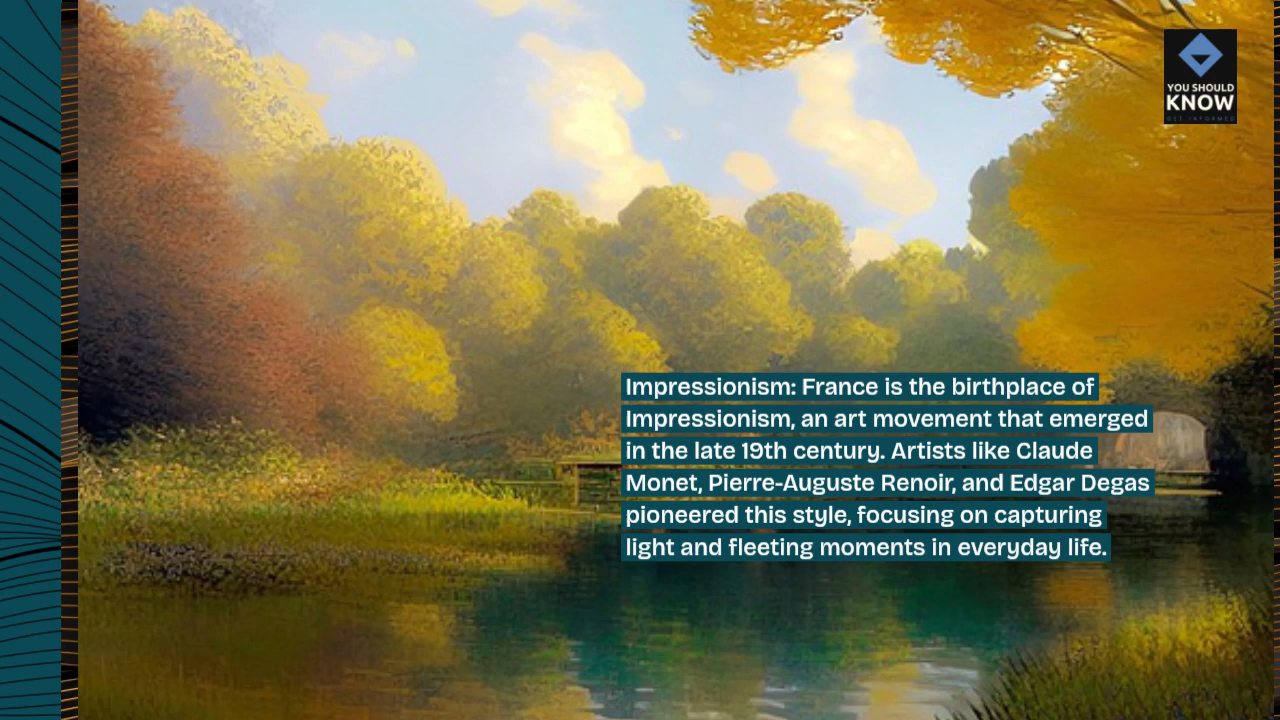 YOU SHOULD
KNOW
GET INFORMED
Impressionism: France is the birthplace of
Impressionism, an art movement that emerged
in the late 19th century. Artists like Claude
Monet, Pierre-Auguste Renoir, and Edgar Degas
pioneered this style, focusing on capturing
light and fleeting moments in everyday life.